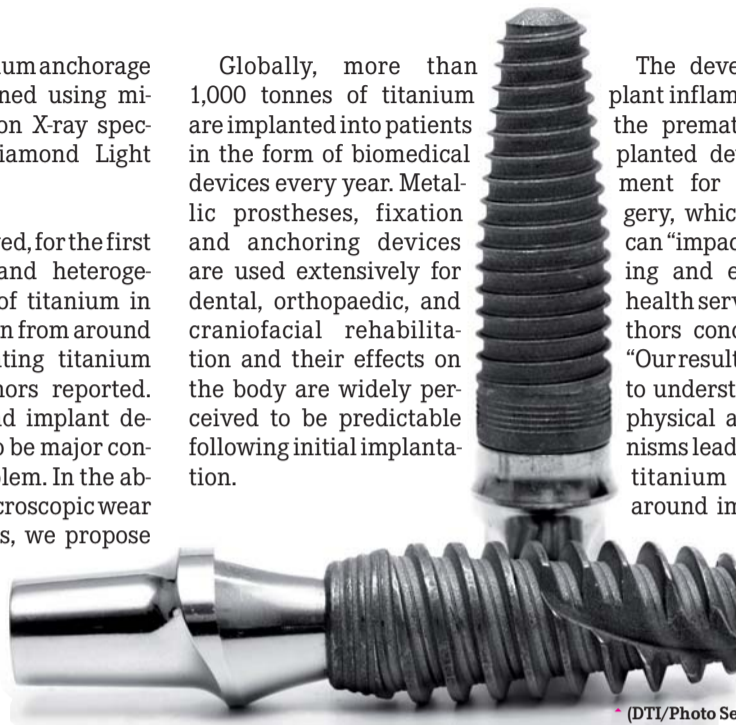 um anchorage
ned using mi-
on X-ray spec-
iamond Light
ed, for the first
and heteroge-
of titanium in
n from around
ting titanium
hors reported.
nd implant de-
o be major con-
lem. In the ab-
croscopic wear
s, we propose
Globally, more than
1,000 tonnes of titanium
are implanted into patients
in the form of biomedical
devices every year. Metal-
lic prostheses, fixation
and anchoring devices
are used extensively for
dental, orthopaedic, and
craniofacial rehabilita-
tion and their effects on
the body are widely per-
ceived to be predictable
following initial implanta-
tion.
The deve
plant inflam
the premat
planted de
ment for
gery, whic
can “impac
ing and e
health serv
thors conc
“Our result
to underst
physical a
nisms lead
titanium
around im
(DTI/Photo Se